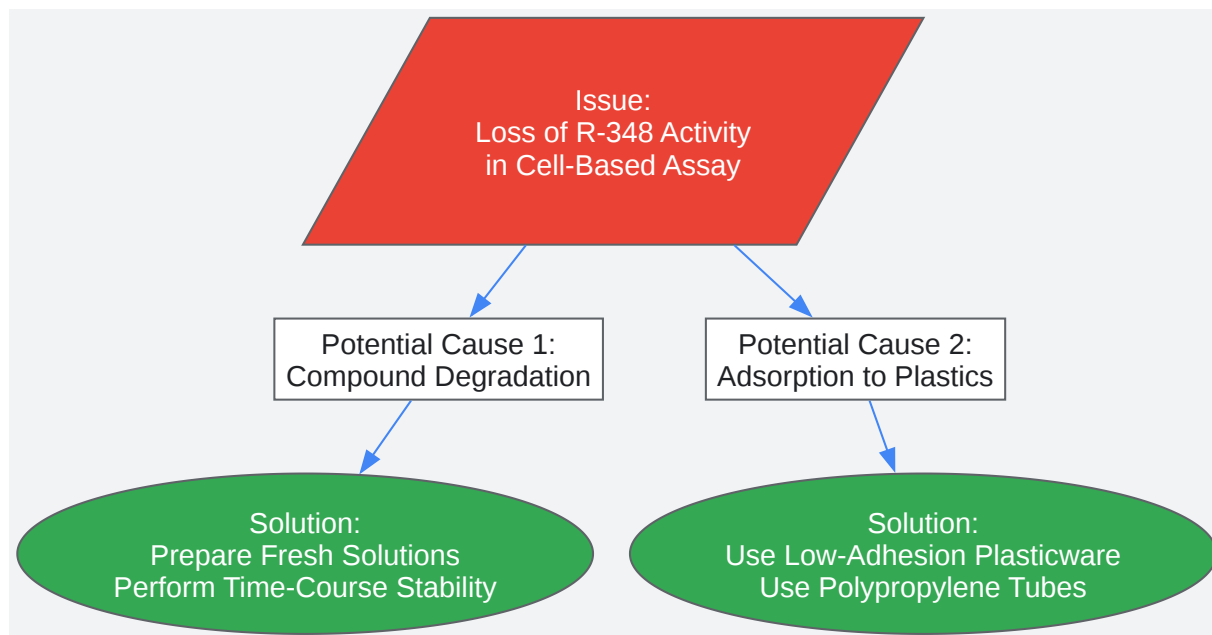 Issue:
Loss of R-348 Activity
in Cell-Based Assay
Potential Cause 1:
Compound Degradation
Potential Cause 2:
Adsorption to Plastics
Solution:
Prepare Fresh Solutions
Perform Time-Course Stability
Solution:
Use Low-Adhesion Plasticware
Use Polypropylene Tubes